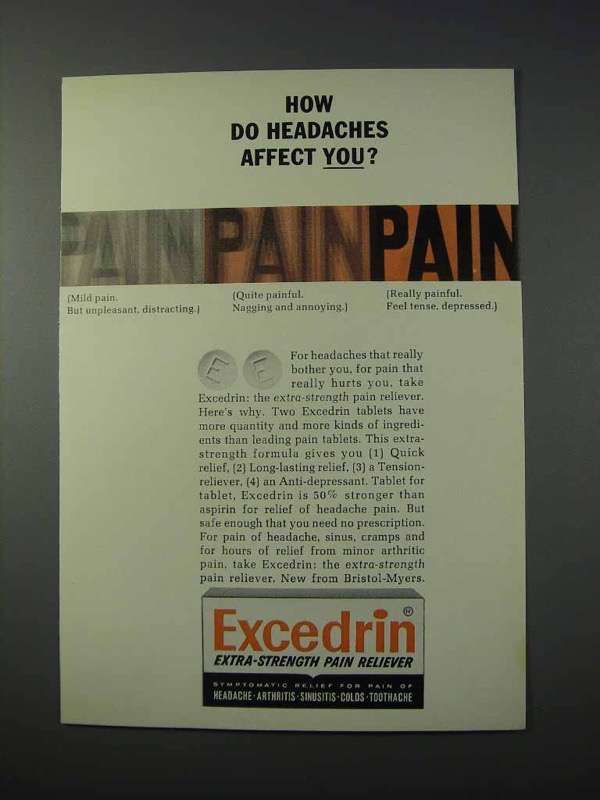 HOW
DO HEADACHES
AFFECT YOU?
PAIN PAIN PAIN
(Mild pain.
But unpleasant, distracting.)
(Quite painful.
Nagging and annoying.)
(Really painful.
Feel tense, depressed.)
E E
For headaches that really
bother you, for pain that
really hurts you, take
Excedrin: the extra-strength pain reliever.
Here's why. Two Excedrin tablets have
more quantity and more kinds of ingredi-
ents than leading pain tablets. This extra-
strength formula gives you (1) Quick
relief, (2) Long-lasting relief, (3) a Tension-
reliever, (4) an Anti-depressant. Tablet for
tablet, Excedrin is 50% stronger than
aspirin for relief of headache pain. But
safe enough that you need no prescription.
For pain of headache, sinus, cramps and
for hours of relief from minor arthritic
pain, take Excedrin: the extra-strength
pain reliever. New from Bristol-Myers.
Excedrin®
EXTRA-STRENGTH PAIN RELIEVER
SYMPTOMATIC RELIEF FOR PAIN OF
HEADACHE · ARTHRITIS · SINUSITIS · COLDS · TOOTHACHE